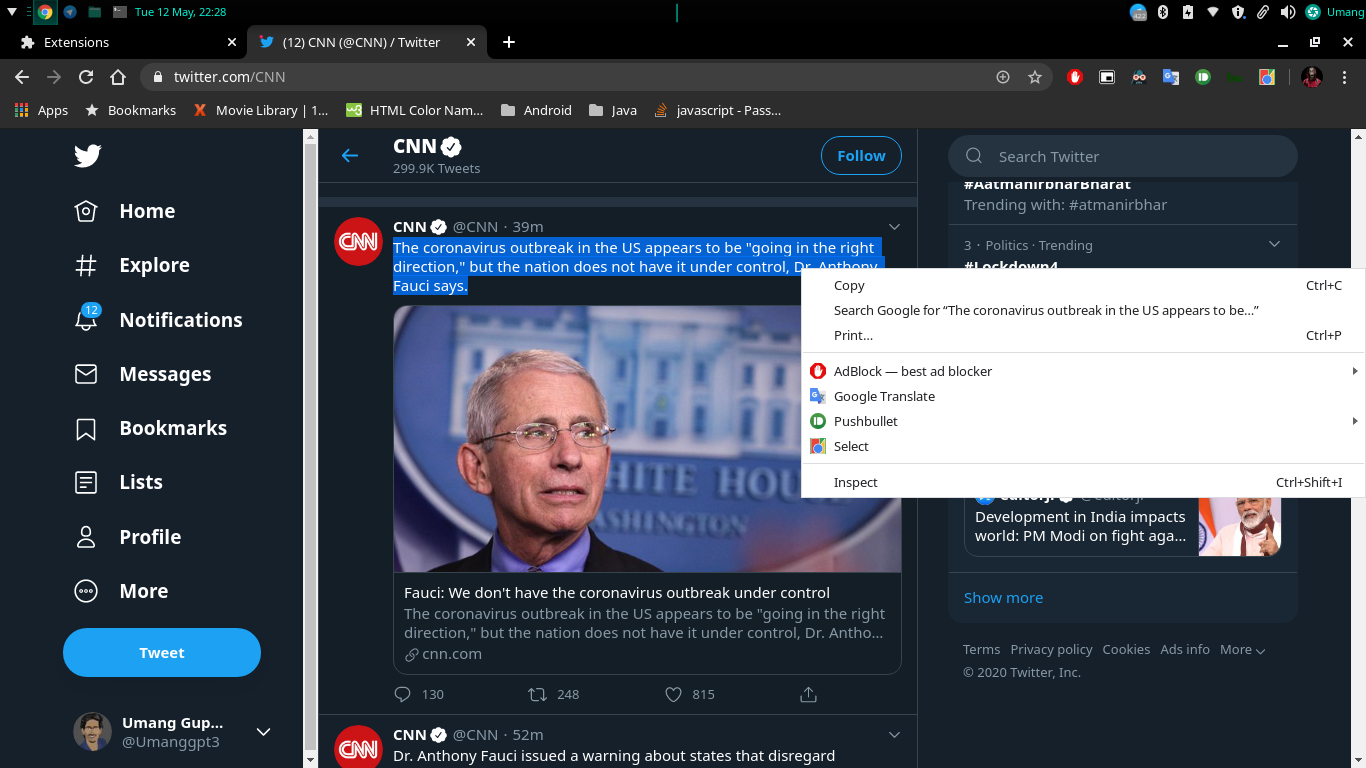 Tue 12 May, 22:28
422
Umang
Extensions
(12) CNN (@CNN) / Twitter
twitter.com/CNN
Apps
Bookmarks
Movie Library | 1...
HTML Color Nam...
Android
Java
javascript - Pass...
Home
Explore
12
Notifications
Messages
Bookmarks
Lists
Profile
More
Tweet
Umang Gup...
@Umanggpt3
CNN
299.9K Tweets
Follow
CNN
CNN @CNN · 39m
The coronavirus outbreak in the US appears to be "going in the right
direction," but the nation does not have it under control, Dr. Anthony
Fauci says.
WHITE HOUS
WASHINGTON
Fauci: We don't have the coronavirus outbreak under control
The coronavirus outbreak in the US appears to be "going in the right
direction," but the nation does not have it under control, Dr. Antho...
cnn.com
130
248
815
CNN
CNN @CNN · 52m
Dr. Anthony Fauci issued a warning about states that disregard
Copy Ctrl+C
Search Google for “The coronavirus outbreak in the US appears to be...”
Print... Ctrl+P
AdBlock — best ad blocker
Google Translate
Pushbullet
Select
Inspect Ctrl+Shift+I
Search Twitter
#AatmanirbharBharat
Trending with: #atmanirbhar
3 · Politics · Trending
#Lockdown4
Development in India impacts
world: PM Modi on fight aga...
Show more
Terms Privacy policy Cookies Ads info More
© 2020 Twitter, Inc.